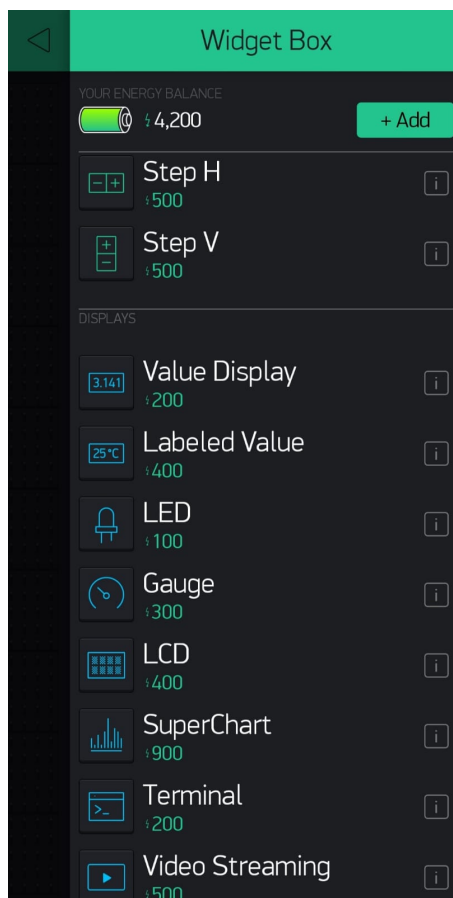 Widget Box
YOUR ENERGY BALANCE
4,200
+ Add
Step H
500
Step V
500
DISPLAYS
3.141
Value Display
200
25°C
Labeled Value
400
LED
100
Gauge
300
LCD
400
SuperChart
900
>_
Terminal
200
Video Streaming
500